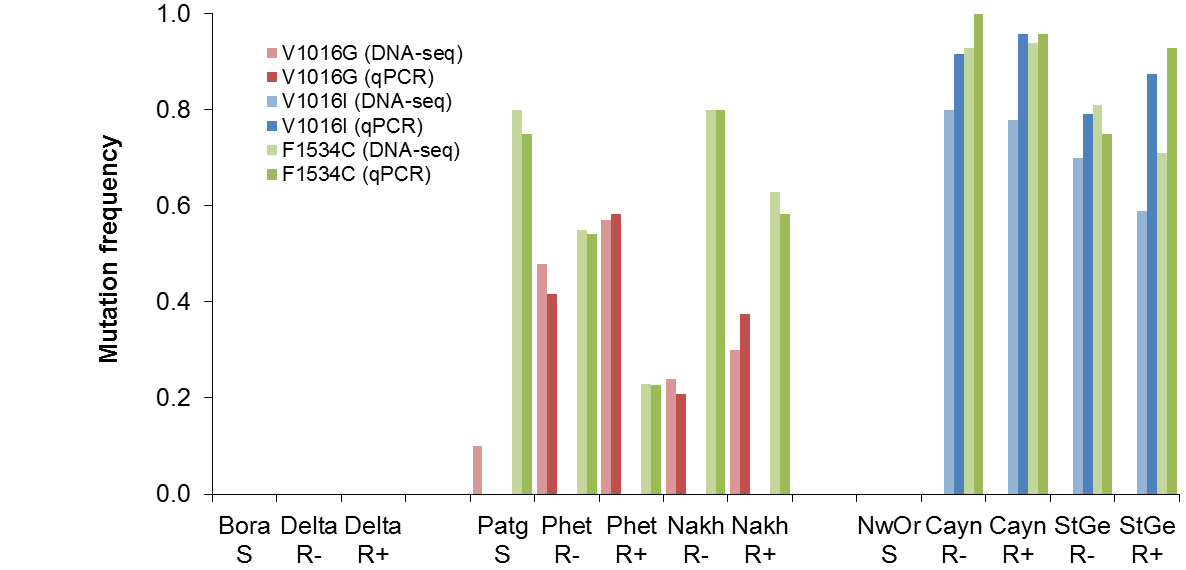 1.0
0.8
0.6
0.4
0.2
0.0
Mutation frequency
V1016G (DNA-seq)
V1016G (qPCR)
V1016I (DNA-seq)
V1016I (qPCR)
F1534C (DNA-seq)
F1534C (qPCR)
Bora Delta Delta Patg Phet Phet Nakh Nakh NwOr Cayn Cayn StGe StGe
S R- R+ S R- R+ R- R+ S R- R+ R- R+